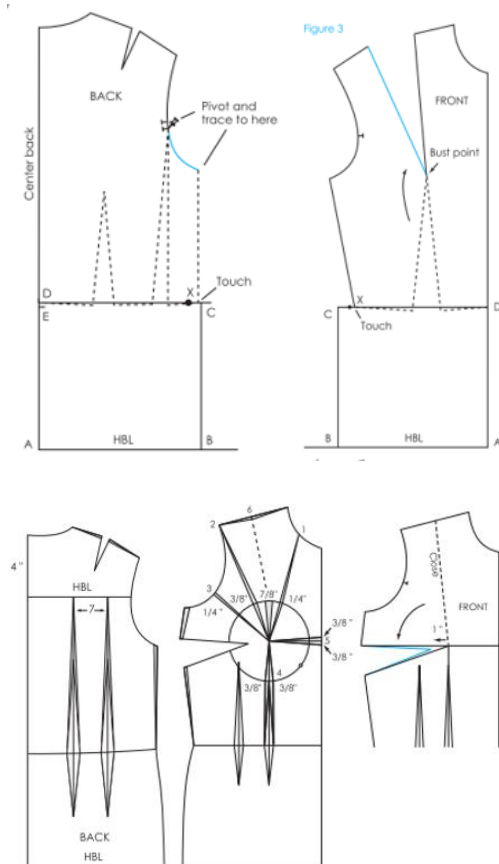 Figure 3
BACK
Center back
Pivot and
trace to here
D
X
Touch
E
C
A
HBL
B
FRONT
Bust point
X
C
D
Touch
B
HBL
A
4"
HBL
7
BACK
HBL
6
2
1
3
3/8"
7/8"
1/4"
1/4"
3/8"
5
3/8"
4
3/8"
3/8"
Close
FRONT
1"